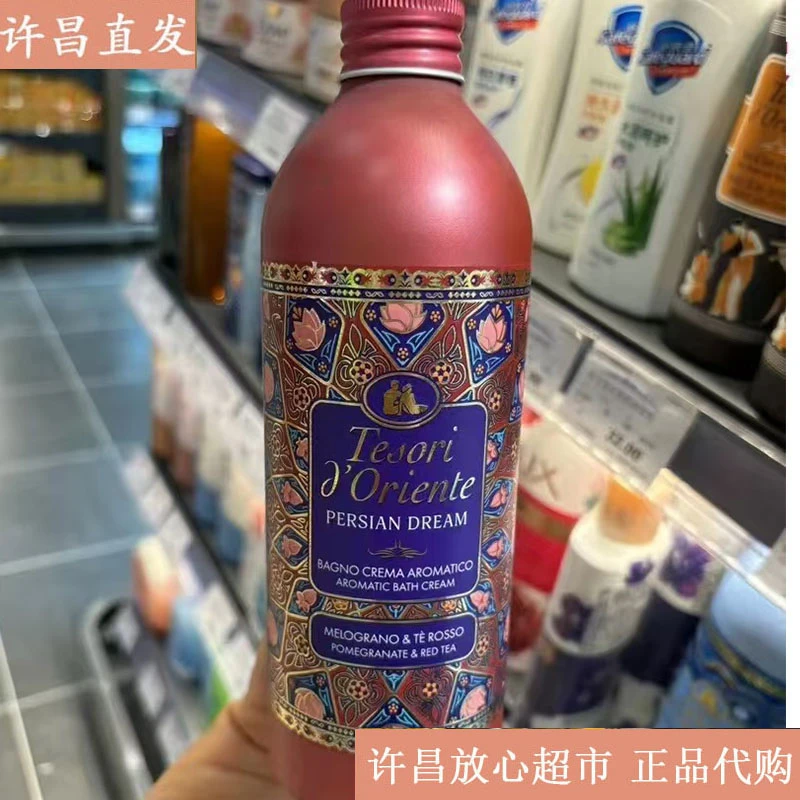 许昌直发
Tesori
d'Oriente
PERSIAN DREAM
BAGNO CREMA AROMATICO
AROMATIC BATH CREAM
MELOGRANO & TÈ ROSSO
POMEGRANATE & RED TEA
32.00
许昌放心超市 正品代购